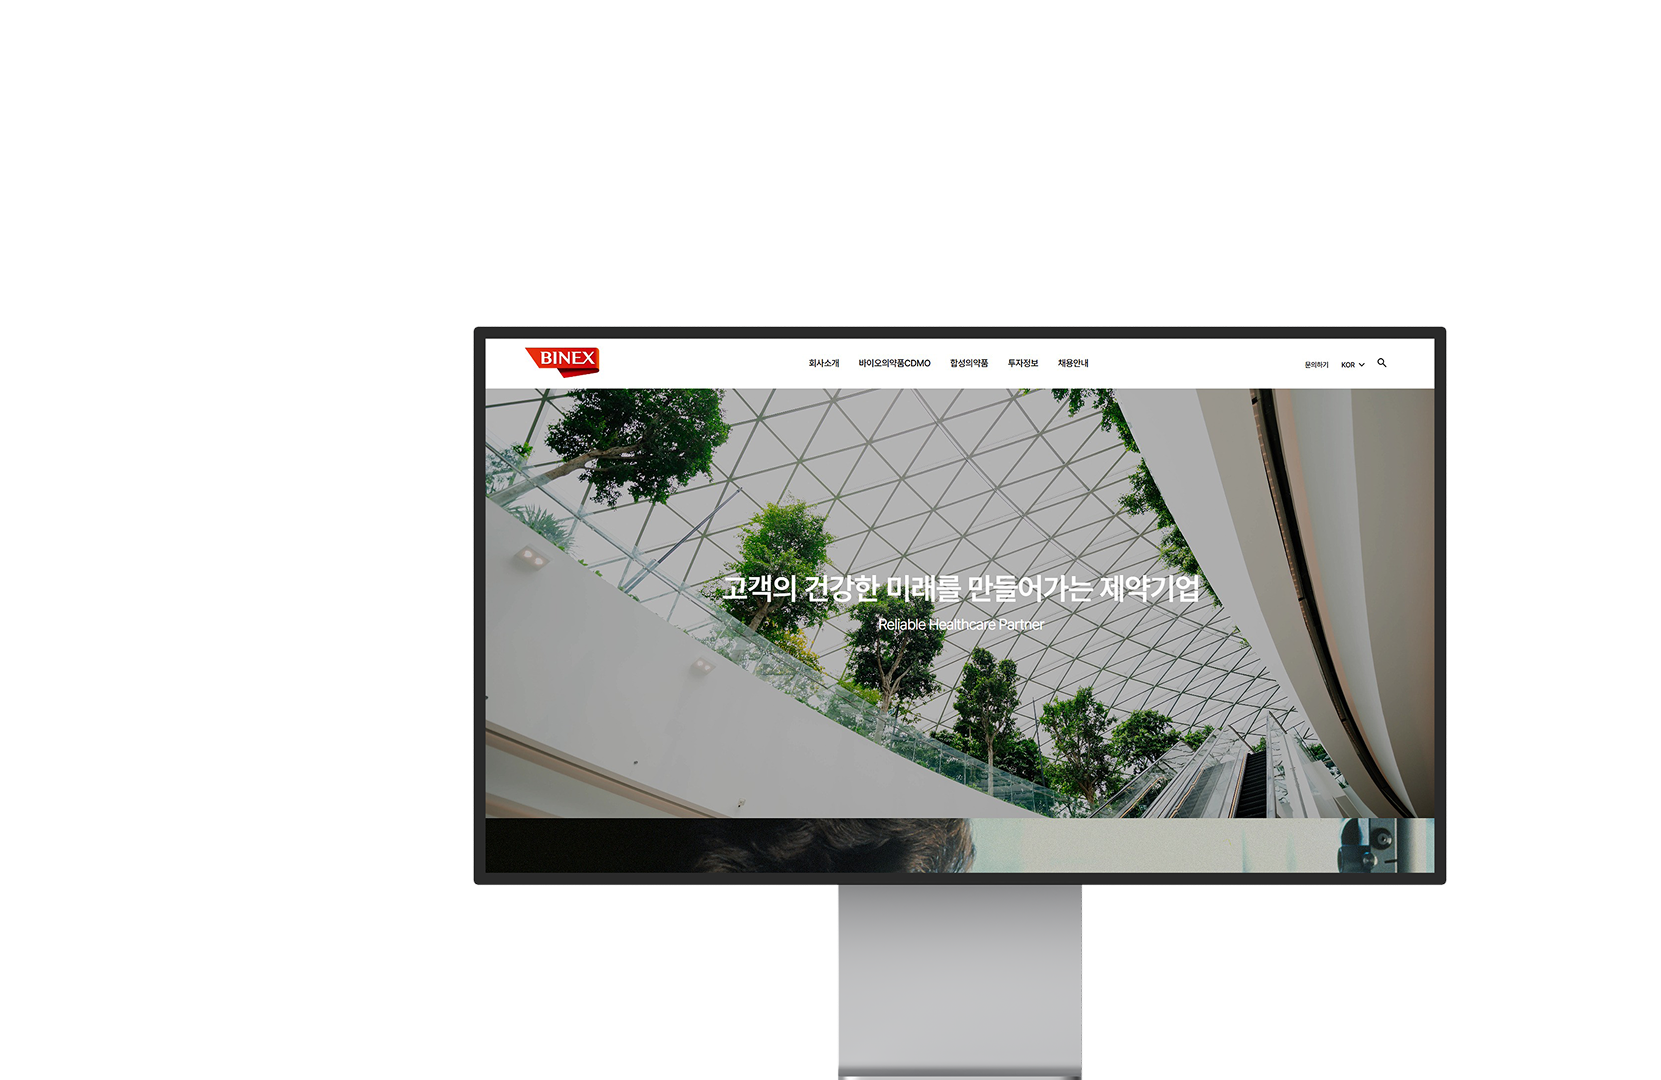 BINEX
회사소개 바이오의약품CDMO 합성의약품 투자정보 채용안내
문의하기 KOR
고객의 건강한 미래를 만들어가는 제약기업
Reliable Healthcare Partner